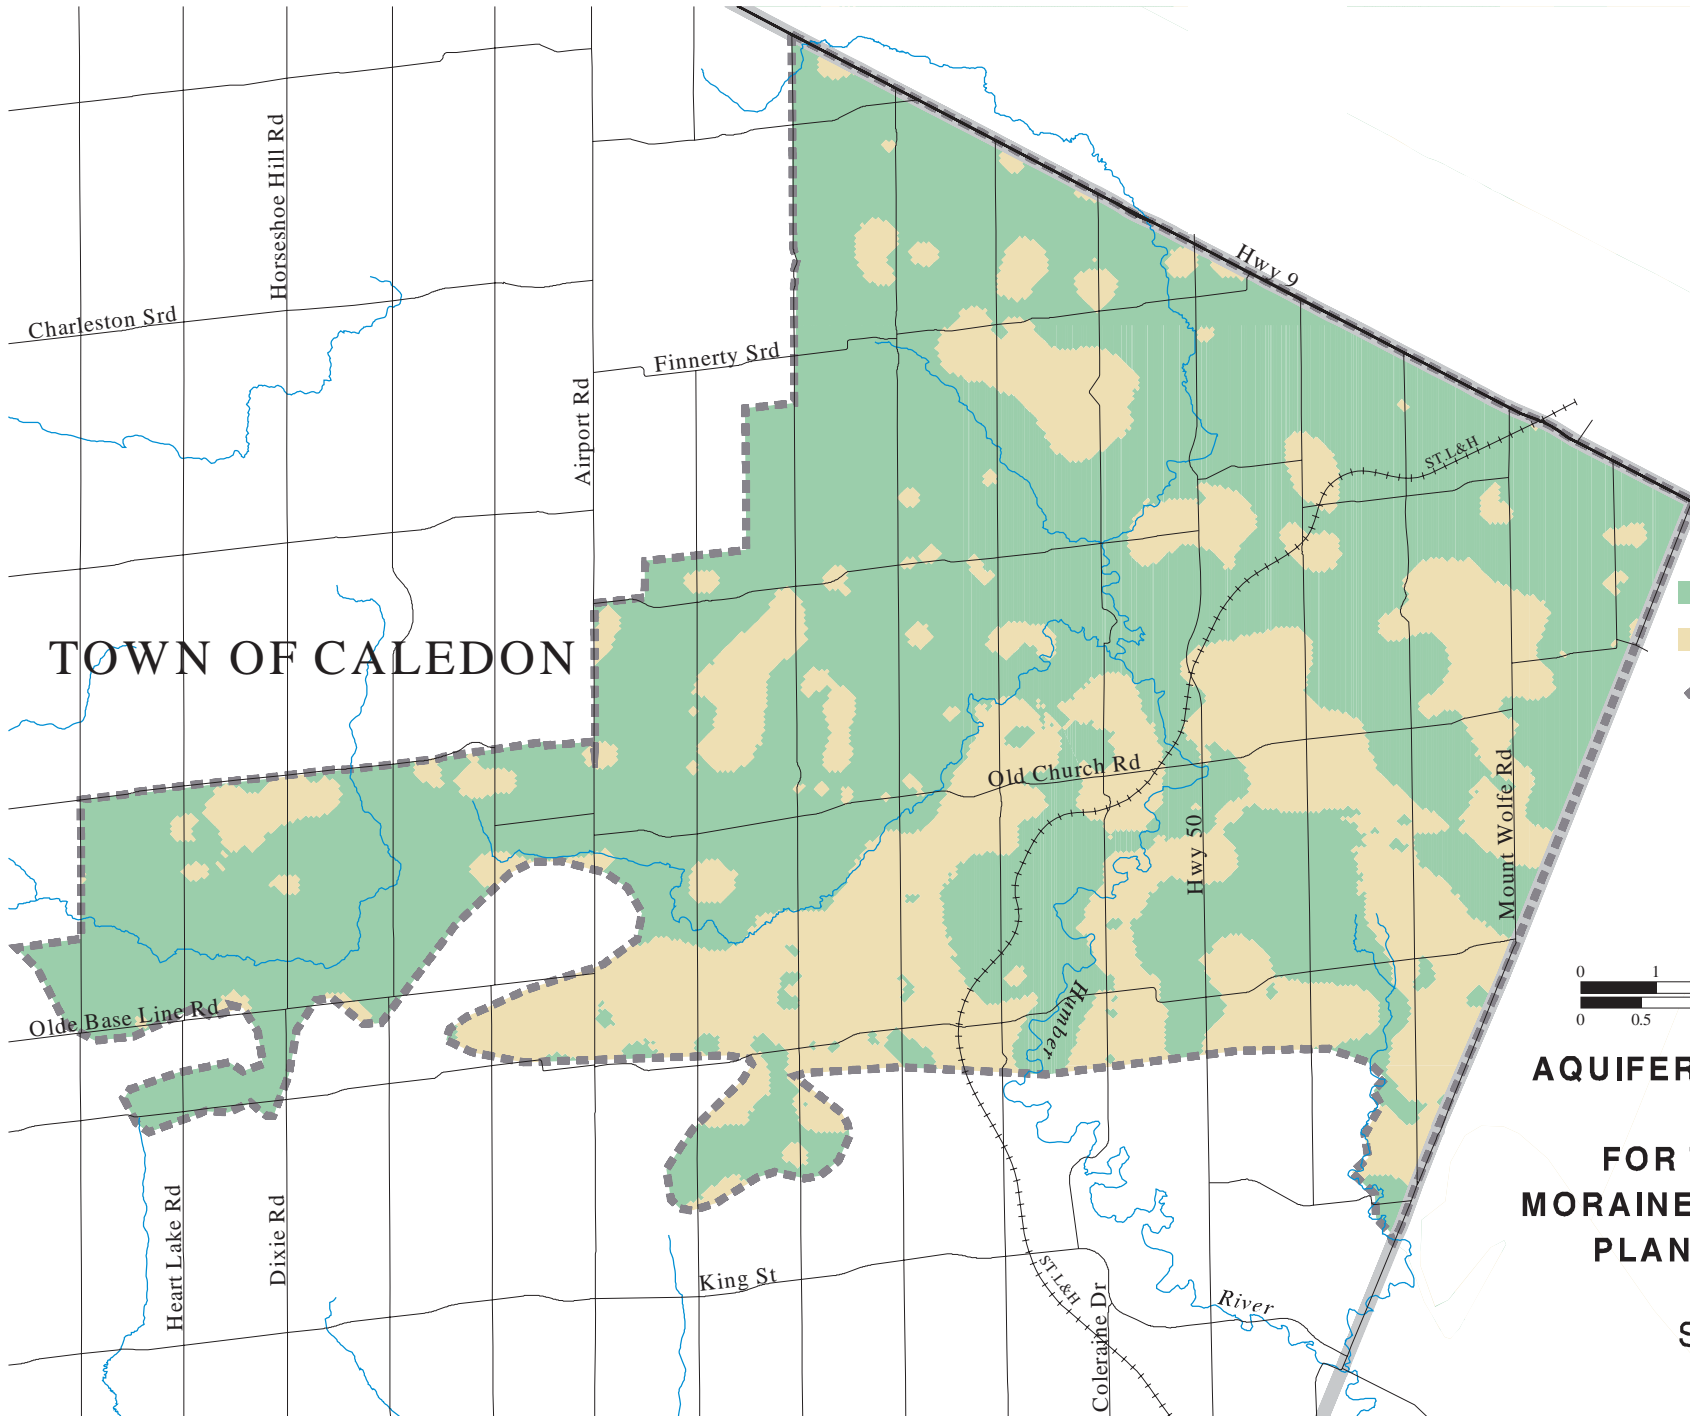 Horseshoe Hill Rd
Hwy 9
Charleston Srd
Finnerty Srd
Airport Rd
ST.L&H
TOWN OF CALEDON
Old Church Rd
Mount Wolfe Rd
Hwy 50
Olde Base Line Rd
Humber
0 1
0 0.5
AQUIFER
FOR
MORAINE
PLAN
S
Heart Lake Rd
Dixie Rd
King St
ST.L&H
Coleraine Dr
River